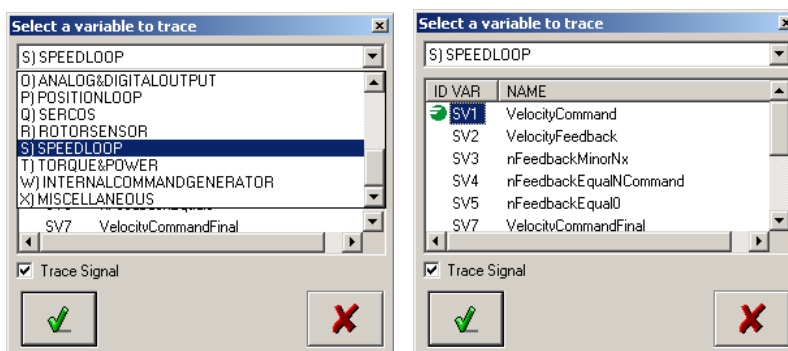 Select a variable to trace
S) SPEEDLOOP
O) ANALOG&DIGITALOUTPUT
P) POSITIONLOOP
Q) SERCOS
R) ROTORSENSOR
S) SPEEDLOOP
T) TORQUE&POWER
W) INTERNALCOMMANDGENERATOR
X) MISCELLANEOUS
SV7 VelocityCommandFinal
Trace Signal
Select a variable to trace
S) SPEEDLOOP
ID VAR NAME
SV1 VelocityCommand
SV2 VelocityFeedback
SV3 nFeedbackMinorNx
SV4 nFeedbackEqualNCommand
SV5 nFeedbackEqual0
SV7 VelocityCommandFinal
Trace Signal